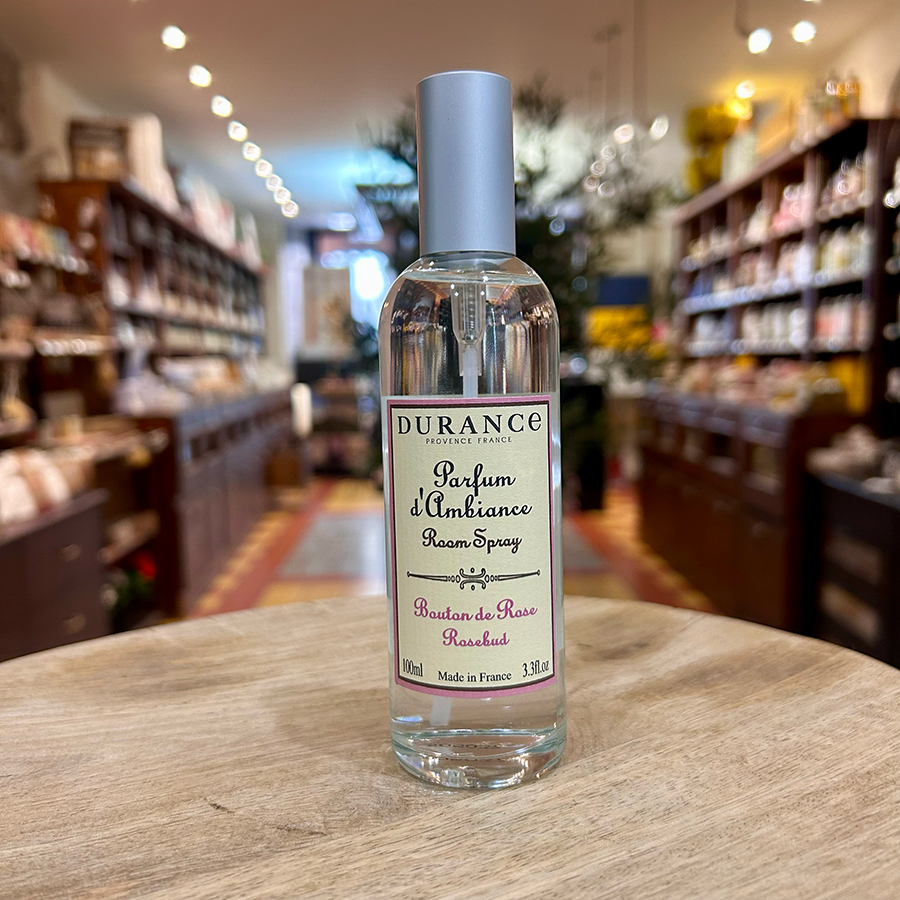 DURANCe
PROVENCE FRANCE
Parfum
d'Ambiance
Room Spray
Bouton de Rose
Rosebud
100ml Made in France 3.3fl.oz